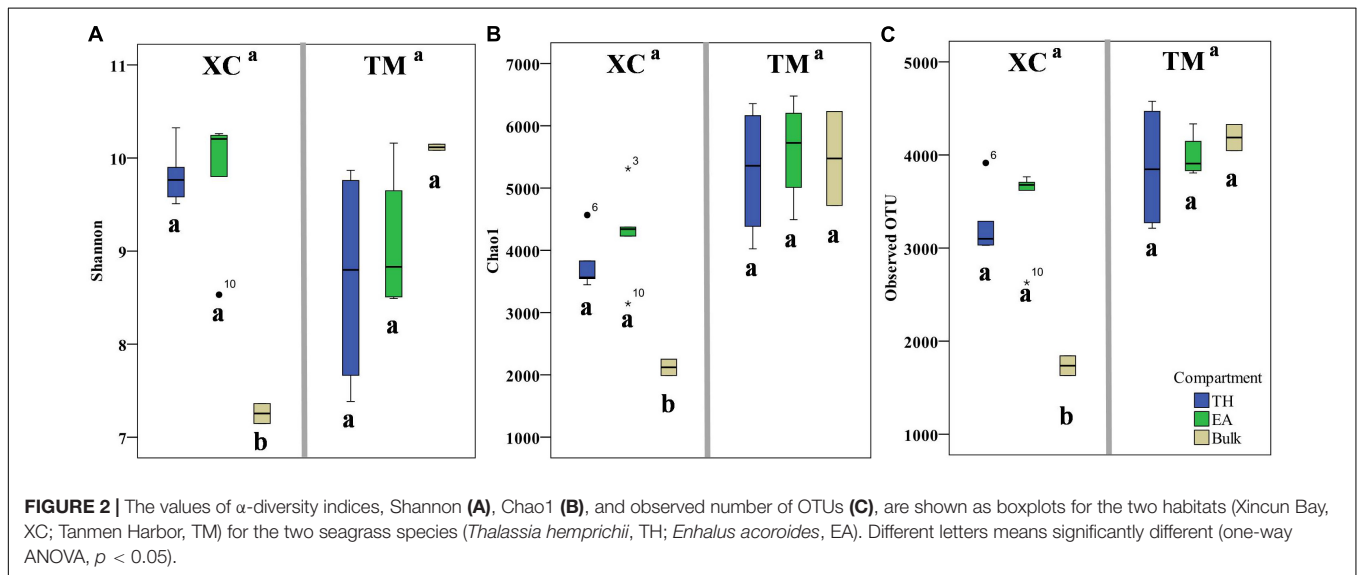 A
B
C
XC a
TM a
XC a
TM a
XC a
TM a
11
10
9
8
7
Shannon
a
10
a
b
a
a
a
7000
6000
5000
4000
3000
2000
1000
Chao1
6
a
3
10
a
b
a
a
a
5000
4000
3000
2000
1000
Observed OTU
6
a
10
a
b
a
a
a
Compartment
TH
EA
Bulk
FIGURE 2 | The values of α-diversity indices, Shannon (A), Chao1 (B), and observed number of OTUs (C), are shown as boxplots for the two habitats (Xincun Bay,
XC; Tanmen Harbor, TM) for the two seagrass species (Thalassia hemprichii, TH; Enhalus acoroides, EA). Different letters means significantly different (one-way
ANOVA, p < 0.05).